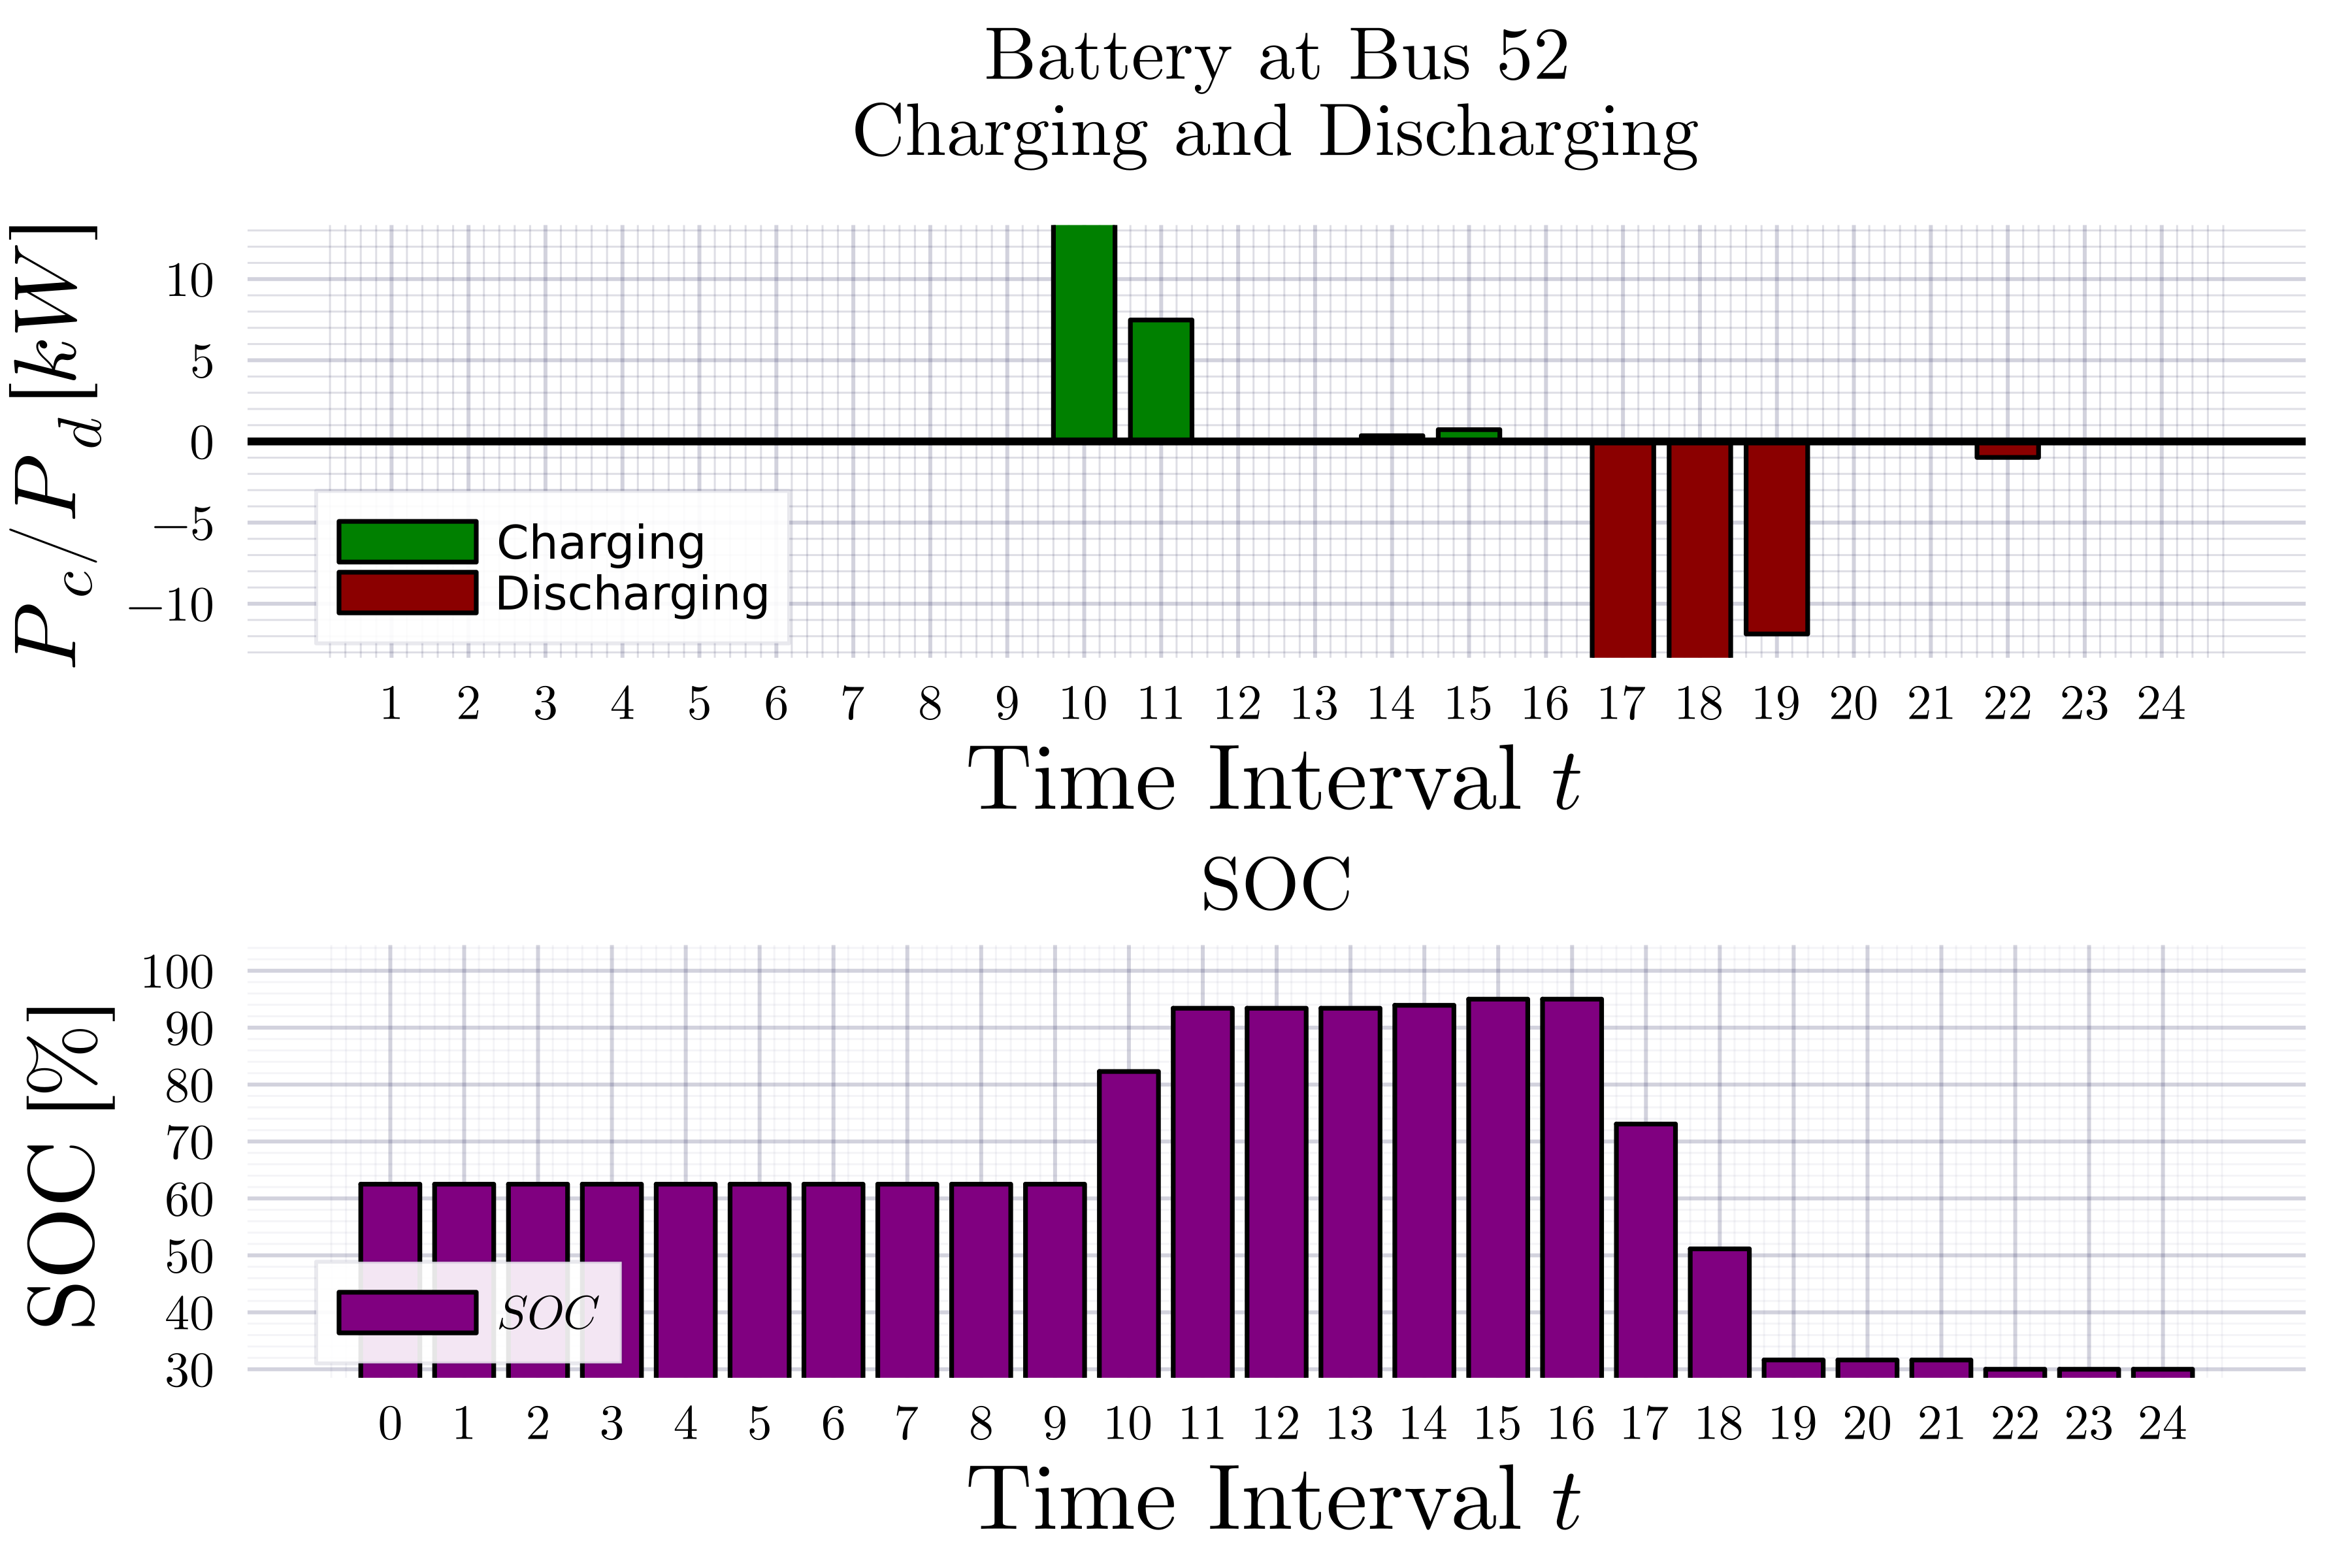 Battery at Bus 52
Charging and Discharging
P_c/P_d [kW]
10
5
0
−5
−10
Charging
Discharging
1 2 3 4 5 6 7 8 9 10 11 12 13 14 15 16 17 18 19 20 21 22 23 24
Time Interval t
SOC
SOC [%]
100
90
80
70
60
50
40
30
SOC
0 1 2 3 4 5 6 7 8 9 10 11 12 13 14 15 16 17 18 19 20 21 22 23 24
Time Interval t